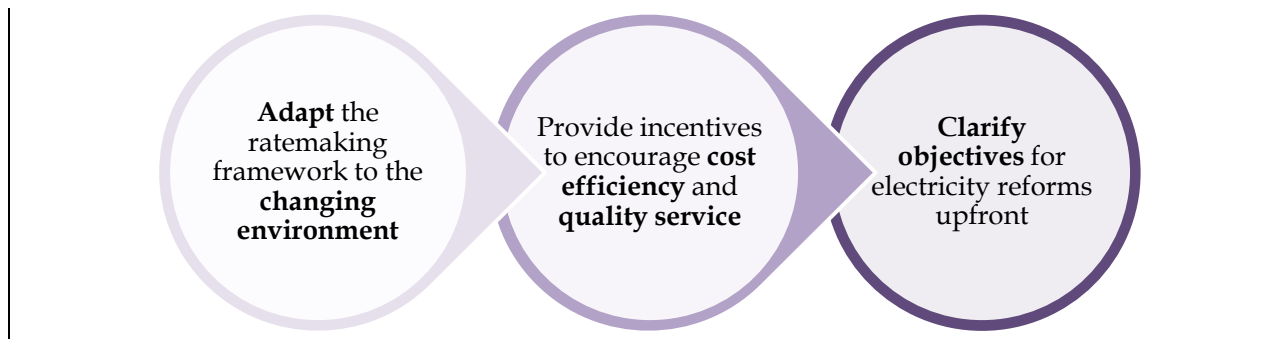 Adapt the
ratemaking
framework to the
changing
environment
Provide incentives
to encourage cost
efficiency and
quality service
Clarify
objectives for
electricity reforms
upfront